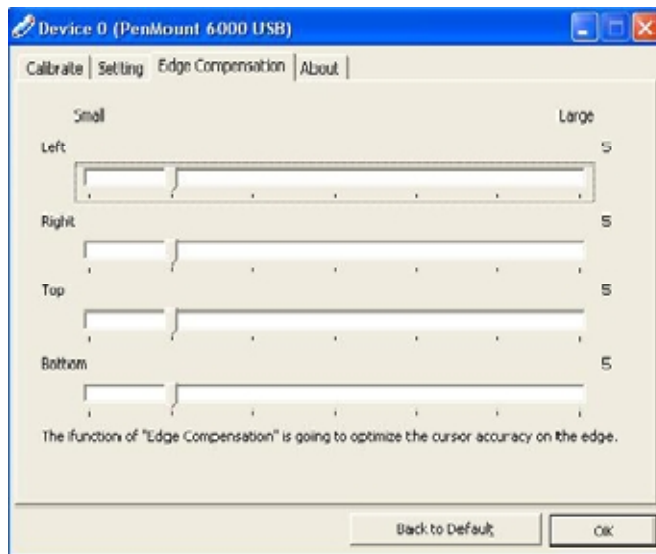 Device 0 (PenMount 6000 USB)
Calibrate Setting Edge Compensation About
Small Large
Left 5
Right 5
Top 5
Bottom 5
The function of "Edge Compensation" is going to optimize the cursor accuracy on the edge.
Back to Default OK